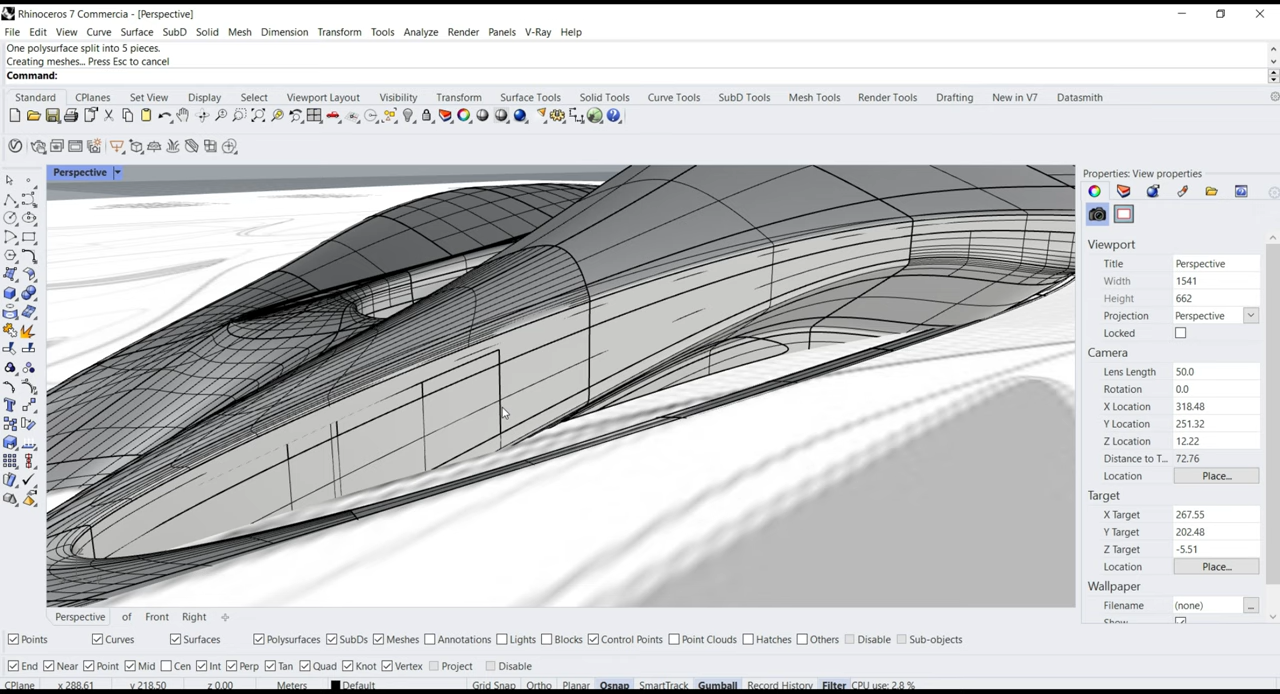 Rhinoceros 7 Commercia - [Perspective]
File Edit View Curve Surface SubD Solid Mesh Dimension Transform Tools Analyze Render Panels V-Ray Help
One polysurface split into 5 pieces.
Creating meshes... Press Esc to cancel
Command:
Standard CPlanes Set View Display Select Viewport Layout Visibility Transform Surface Tools Solid Tools Curve Tools SubD Tools Mesh Tools Render Tools Drafting New in V7 Datasmith
Perspective
Properties: View properties
Viewport
Title Perspective
Width 1541
Height 662
Projection Perspective
Locked
Camera
Lens Length 50.0
Rotation 0.0
X Location 318.48
Y Location 251.32
Z Location 12.22
Distance to T... 72.76
Location Place...
Target
X Target 267.55
Y Target 202.48
Z Target -5.51
Location Place...
Wallpaper
Filename (none) ...
Show
Perspective of Front Right
Points Curves Surfaces Polysurfaces SubDs Meshes Annotations Lights Blocks Control Points Point Clouds Hatches Others Disable Sub-objects
End Near Point Mid Cen Int Perp Tan Quad Knot Vertex Project Disable
CPlane x 288.61 y 218.50 z 0.00 Meters Default Grid Snap Ortho Planar Osnap SmartTrack Gumball Record History Filter CPU use: 2.8 %